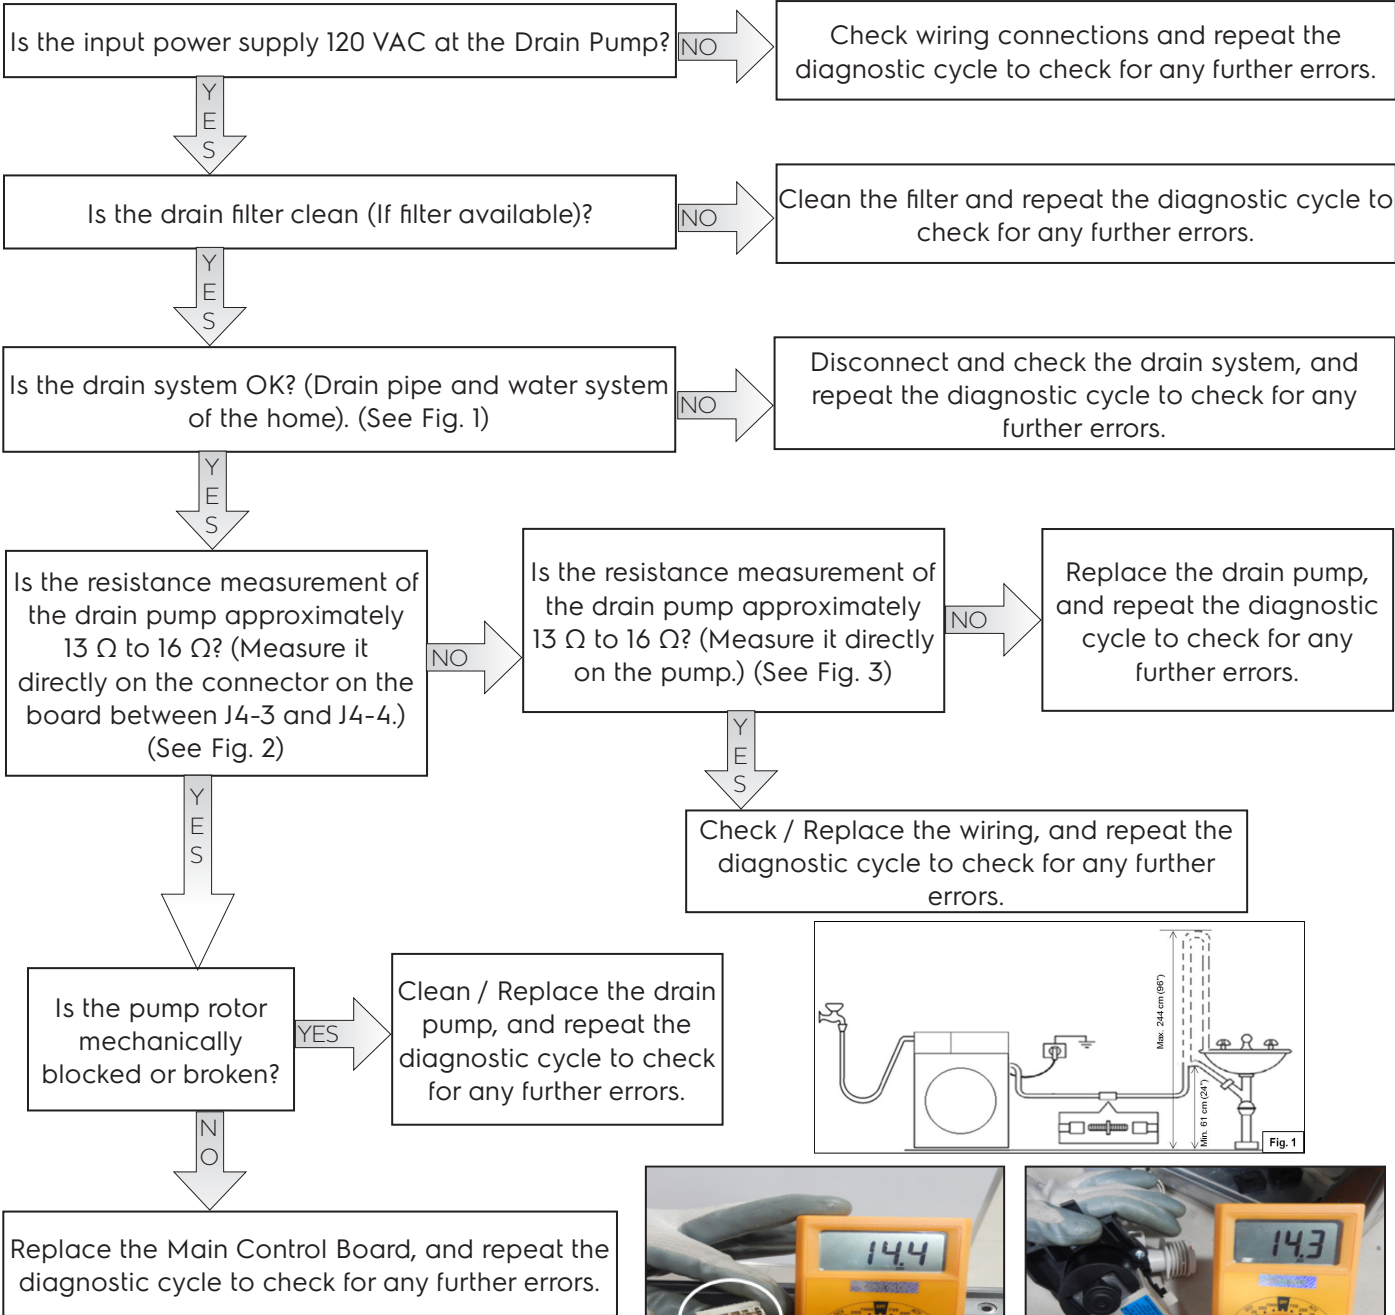 Is the input power supply 120 VAC at the Drain Pump?
NO
Check wiring connections and repeat the
diagnostic cycle to check for any further errors.
YES
Is the drain filter clean (If filter available)?
NO
Clean the filter and repeat the diagnostic cycle to
check for any further errors.
YES
Is the drain system OK? (Drain pipe and water system
of the home). (See Fig. 1)
NO
Disconnect and check the drain system, and
repeat the diagnostic cycle to check for any
further errors.
YES
Is the resistance measurement of
the drain pump approximately
13 Ω to 16 Ω? (Measure it
directly on the connector on the
board between J4-3 and J4-4.)
(See Fig. 2)
NO
Is the resistance measurement of
the drain pump approximately
13 Ω to 16 Ω? (Measure it directly
on the pump.) (See Fig. 3)
NO
Replace the drain pump,
and repeat the diagnostic
cycle to check for any
further errors.
YES
Check / Replace the wiring, and repeat the
diagnostic cycle to check for any further
errors.
YES
Is the pump rotor
mechanically
blocked or broken?
YES
Clean / Replace the drain
pump, and repeat the
diagnostic cycle to check
for any further errors.
NO
Replace the Main Control Board, and repeat the
diagnostic cycle to check for any further errors.
Max. 244 cm (96")
Min. 61 cm (24")
Fig. 1
14.4
14.3